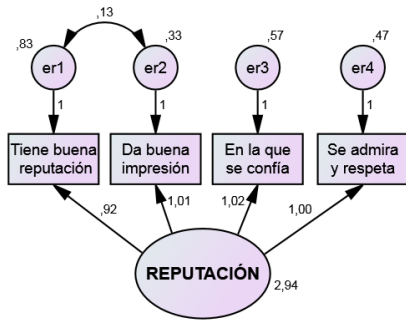 ,13
,83
,33
,57
,47
er1
er2
er3
er4
1
1
1
1
Tiene buena
reputación
Da buena
impresión
En la que
se confía
Se admira
y respeta
,92
1,01
1,02
1,00
REPUTACIÓN
2,94